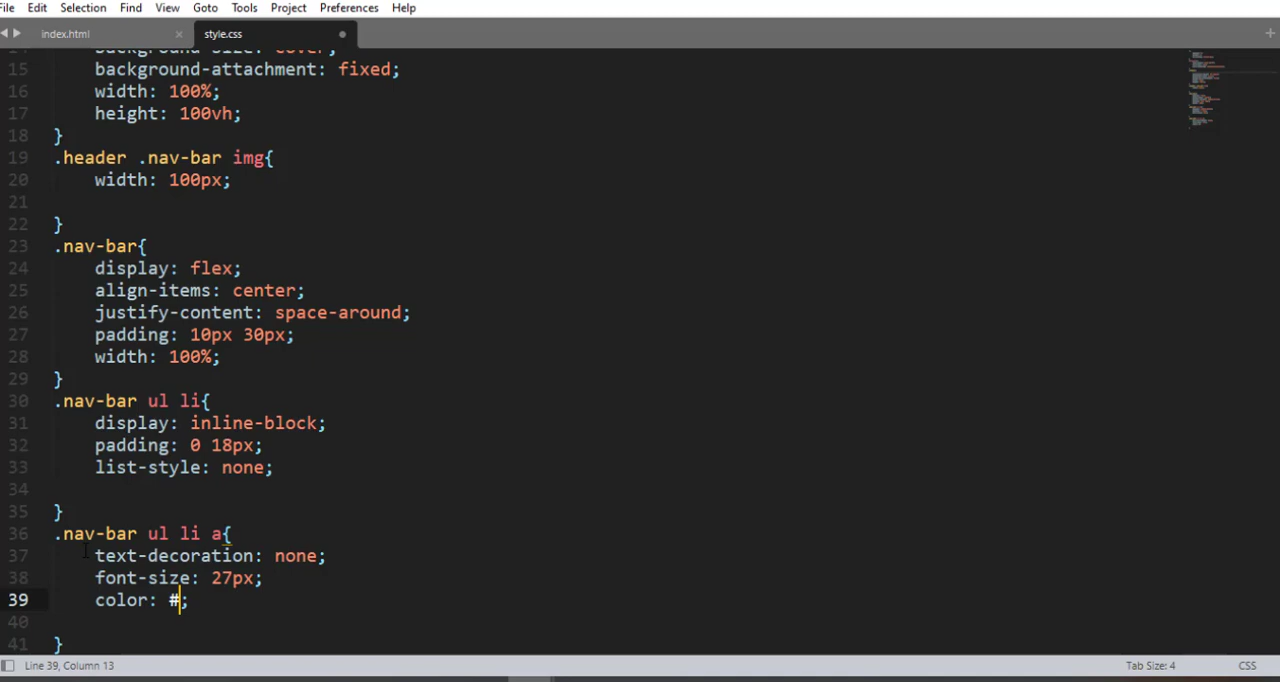 File Edit Selection Find View Goto Tools Project Preferences Help
index.html × style.css
background-size: cover;
15 background-attachment: fixed;
16 width: 100%;
17 height: 100vh;
18 }
19 .header .nav-bar img{
20 width: 100px;
21
22 }
23 .nav-bar{
24 display: flex;
25 align-items: center;
26 justify-content: space-around;
27 padding: 10px 30px;
28 width: 100%;
29 }
30 .nav-bar ul li{
31 display: inline-block;
32 padding: 0 18px;
33 list-style: none;
34
35 }
36 .nav-bar ul li a{
37 text-decoration: none;
38 font-size: 27px;
39 color: #;
40
41 }
Line 39, Column 13 Tab Size: 4 CSS